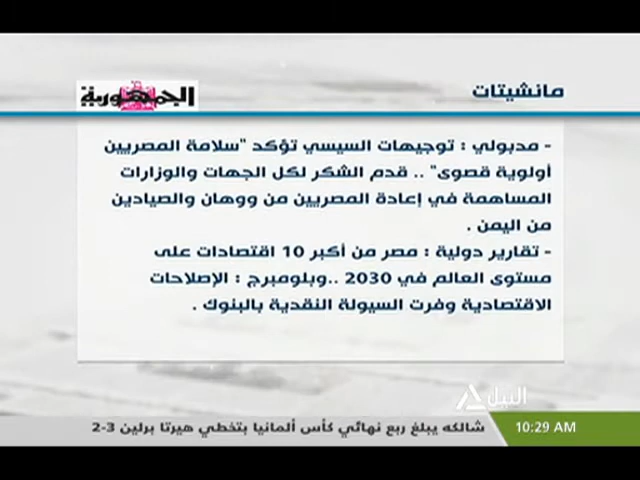 مانشيتات
الجمهورية
- مدبولي : توجيهات السيسي تؤكد "سلامة المصريين
أولوية قصوى" .. قدم الشكر لكل الجهات والوزارات
المساهمة في إعادة المصريين من ووهان والصيادين
من اليمن .
- تقارير دولية : مصر من أكبر 10 اقتصادات على
مستوى العالم في 2030 ..وبلومبرج : الإصلاحات
الاقتصادية وفرت السيولة النقدية بالبنوك .
النيل
شالكه يبلغ ربع نهائي كأس ألمانيا بتخطي هيرتا برلين 3-2
10:29 AM